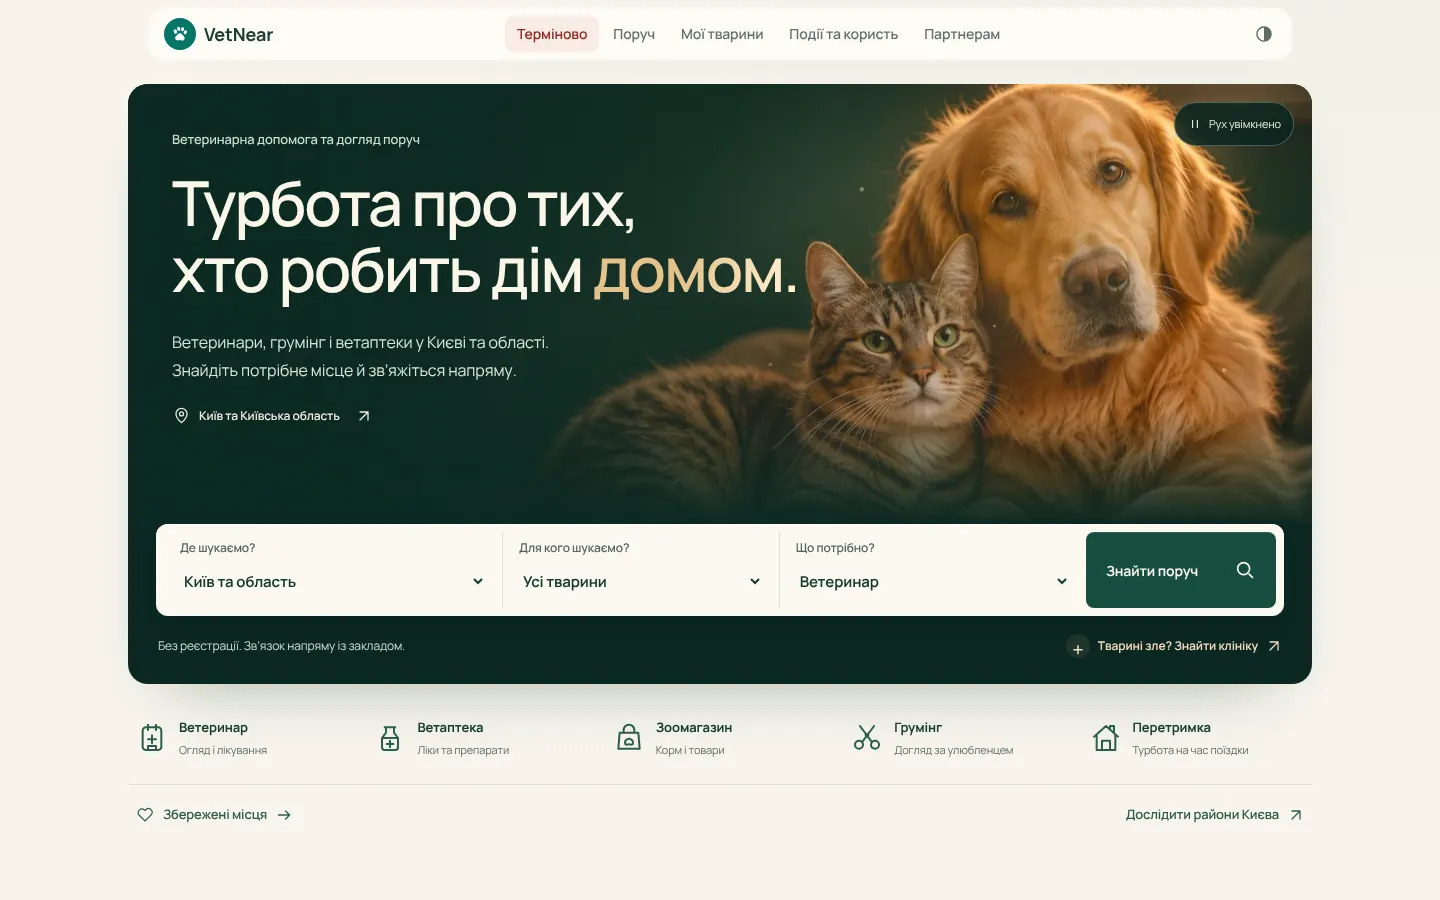 VetNear
Терміново
Поруч
Мої тварини
Події та користь
Партнерам
Рух увімкнено
Ветеринарна допомога та догляд поруч
Турбота про тих,
хто робить дім домом.
Ветеринари, грумінг і ветаптеки у Києві та області.
Знайдіть потрібне місце й зв’яжіться напряму.
Київ та Київська область
Де шукаємо?
Київ та область
Для кого шукаємо?
Усі тварини
Що потрібно?
Ветеринар
Знайти поруч
Без реєстрації. Зв’язок напряму із закладом.
Тварині зле? Знайти клініку
Ветеринар
Огляд і лікування
Ветаптека
Ліки та препарати
Зоомагазин
Корм і товари
Грумінг
Догляд за улюбленцем
Перетримка
Турбота на час поїздки
Збережені місця
Дослідити райони Києва